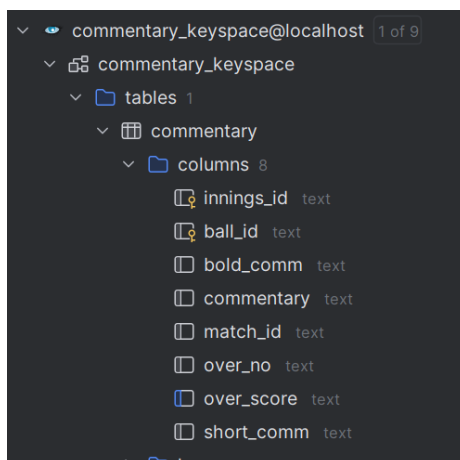 commentary_keyspace@localhost 1 of 9
commentary_keyspace
tables 1
commentary
columns 8
innings_id text
ball_id text
bold_comm text
commentary text
match_id text
over_no text
over_score text
short_comm text